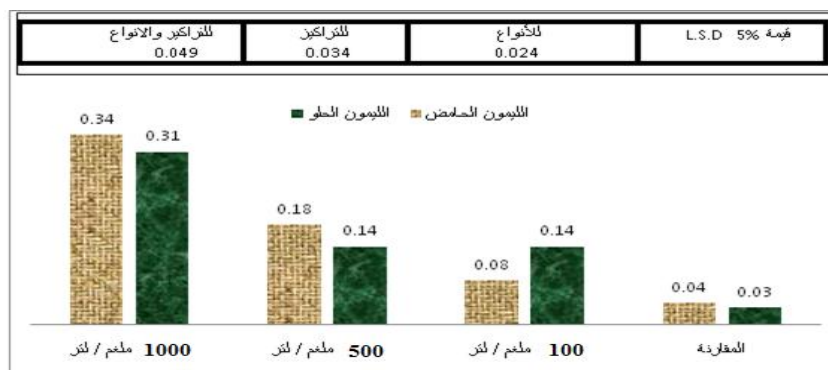 قيمة L.S.D 5% للأنواع للتراكيز للتراكيز والانواع
0.024 0.034 0.049
الليمون الحامض الليمون الحلو
0.03 0.04 0.14 0.08 0.14 0.18 0.31 0.34
المقارنة 100 ملغم / لتر 500 ملغم / لتر 1000 ملغم / لتر